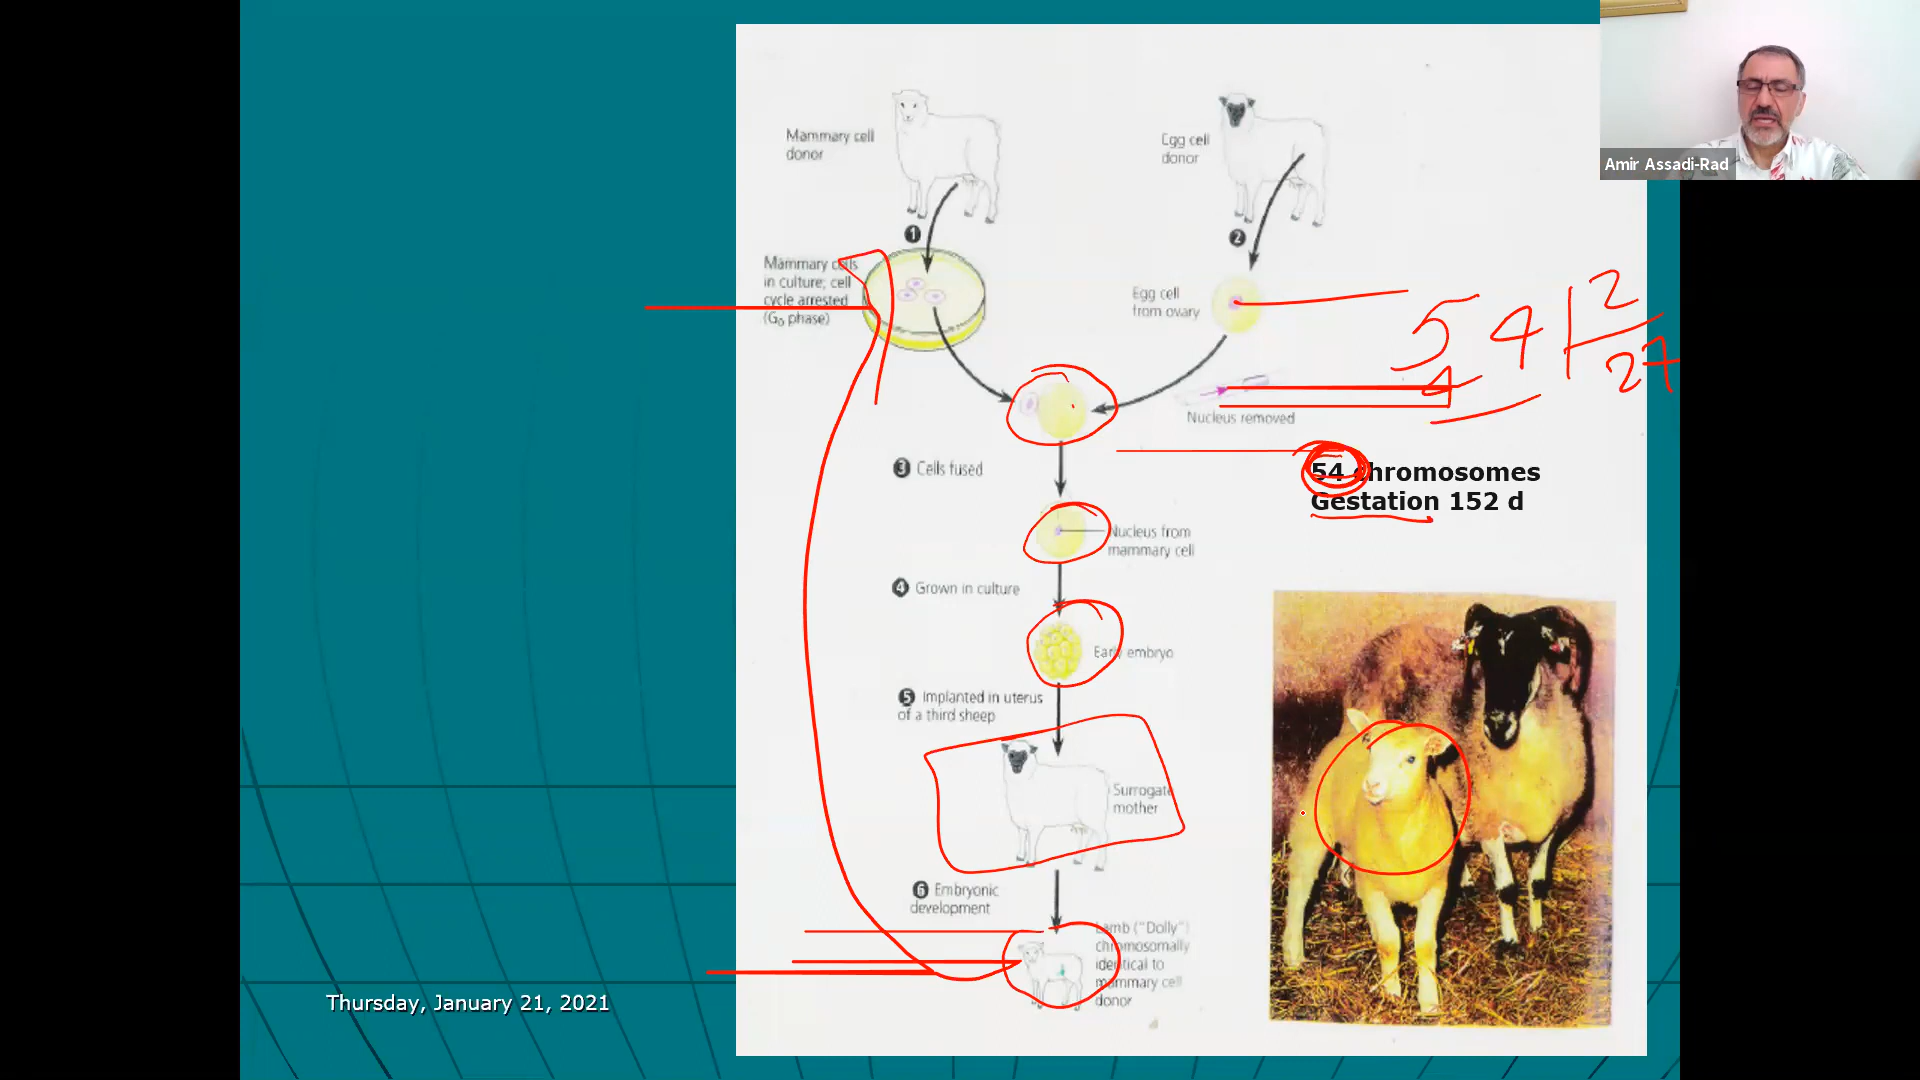 Amir Assadi-Rad
Mammary cell
donor
Egg cell
donor
1
2
Mammary cells
in culture; cell
cycle arrested
(G0 phase)
Egg cell
from ovary
54 2
27
4
Nucleus removed
3 Cells fused
54 chromosomes
Gestation 152 d
Nucleus from
mammary cell
4 Grown in culture
Early embryo
5 Implanted in uterus
of a third sheep
Surrogate
mother
6 Embryonic
development
Lamb ("Dolly")
chromosomally
identical to
mammary cell
donor
Thursday, January 21, 2021